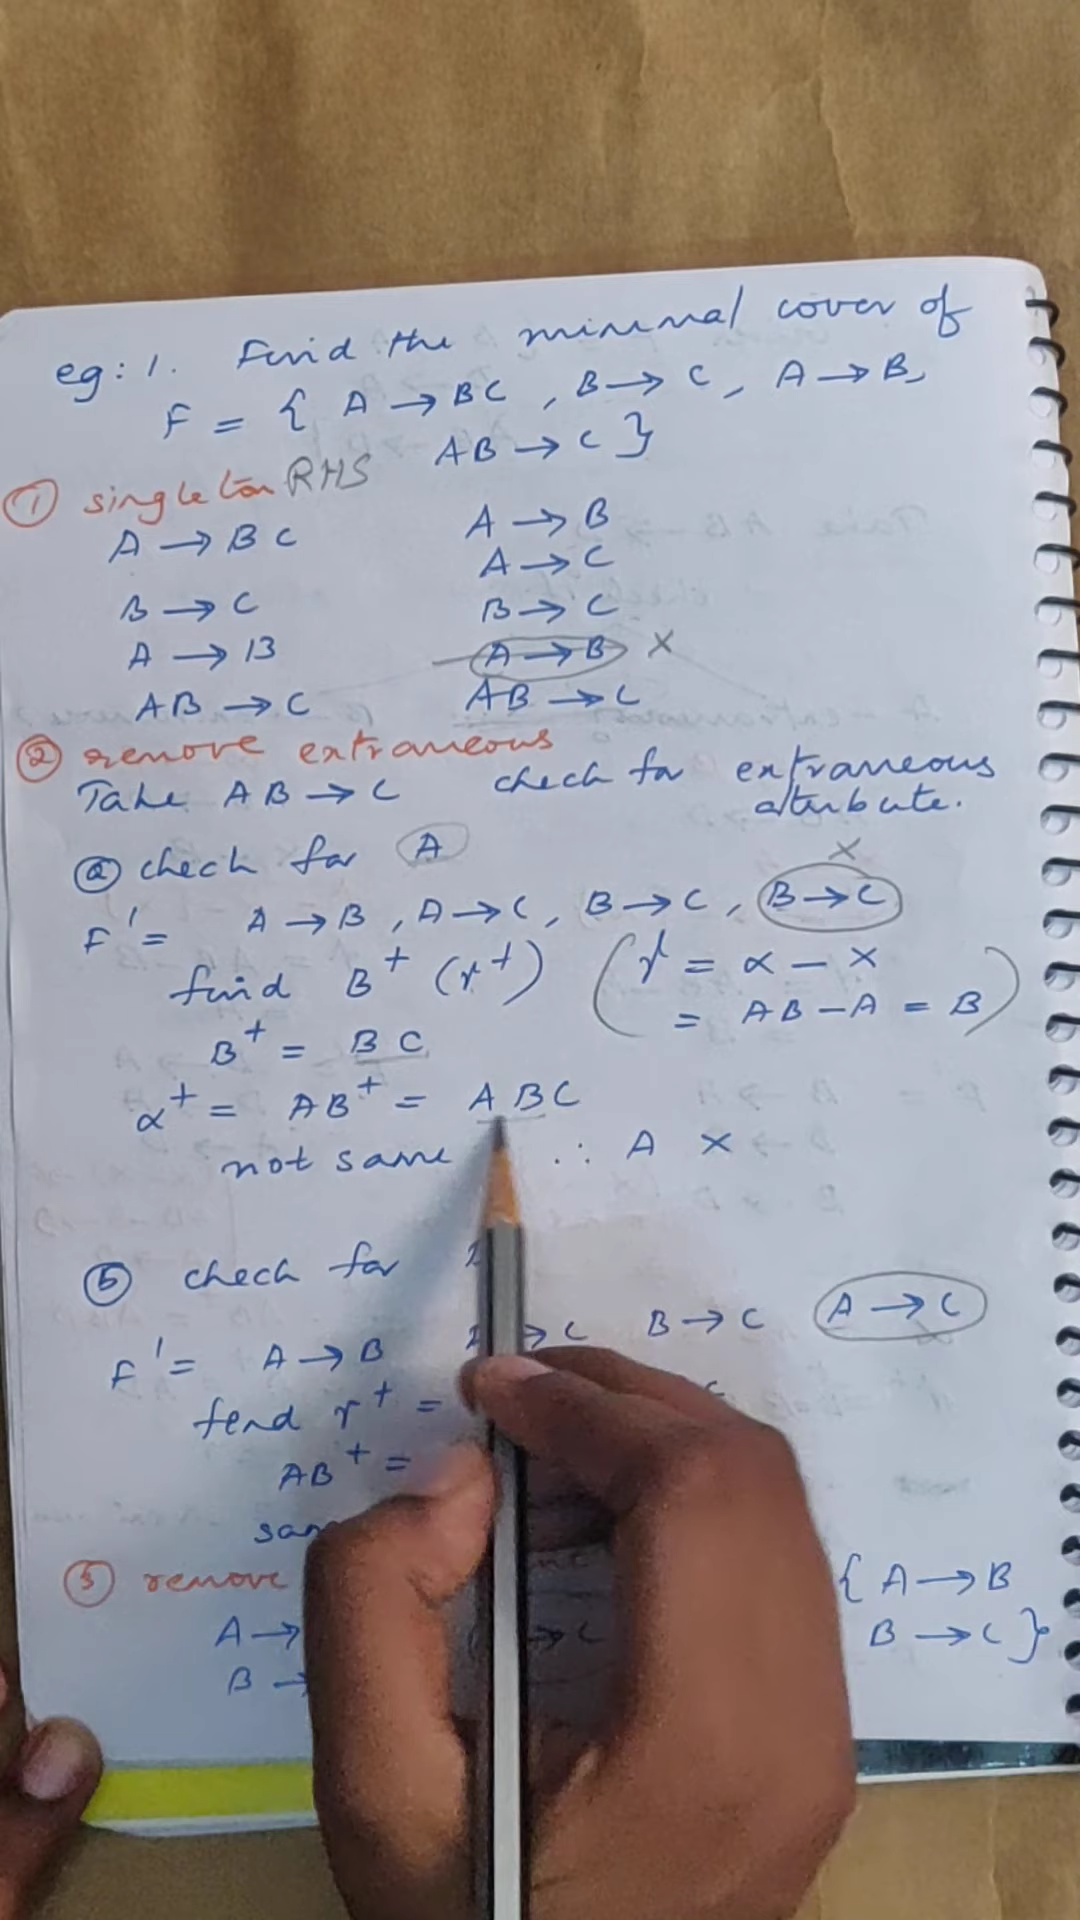 eg: 1. Find the minimal cover of
F = { A → BC , B → C , A → B,
AB → C }
① singleton RHS
A → BC A → B
A → C
B → C B → C
A → B A → B X
AB → C AB → C
② remove extraneous
Take AB → C check for extraneous
attribute.
ⓐ check for A
X
F' = A → B , A → C, B → C , B → C
find B+ (r+) (r = α - x
= AB - A = B)
B+ = BC
α+ = AB+ = ABC
not same ∴ A X
ⓑ check for
F' = A → B → C B → C A → C
find r+ =
AB+ =
③ remove { A → B
A → → C B → C }
B →